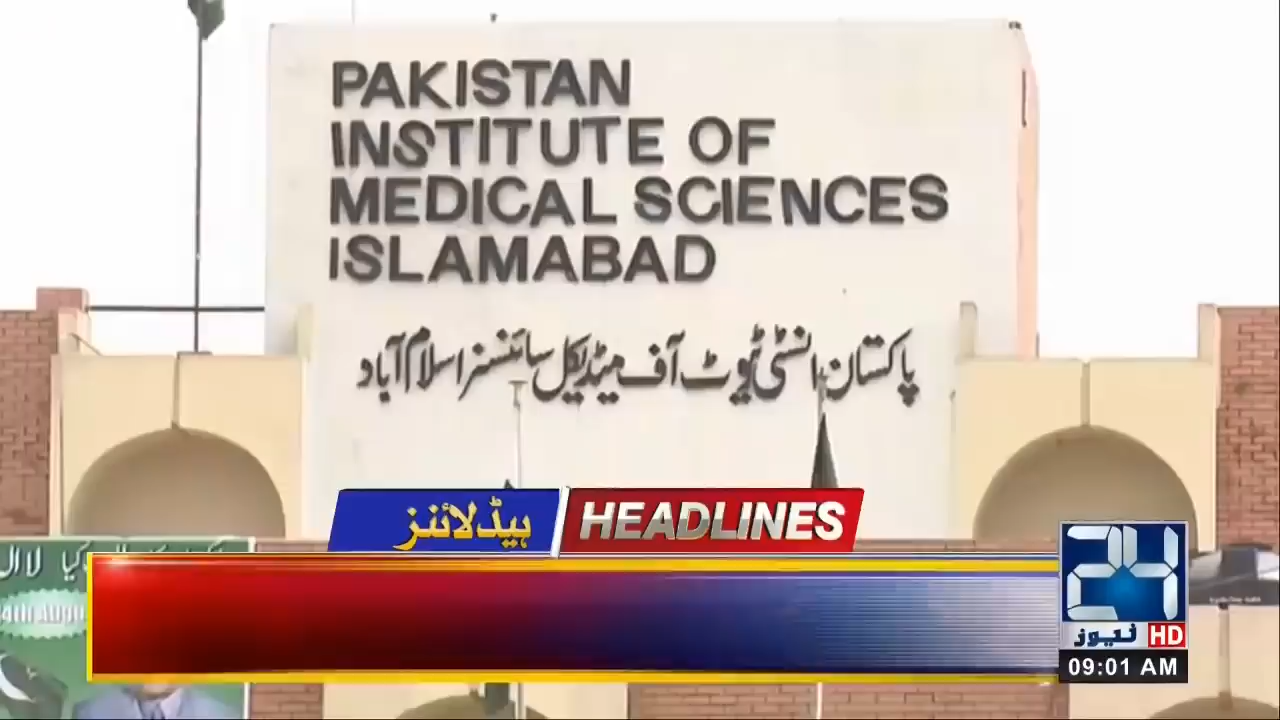 PAKISTAN
INSTITUTE OF
MEDICAL SCIENCES
ISLAMABAD
پاکستان انسٹی ٹیوٹ آف میڈیکل سائنسز اسلام آباد
ہیڈلائنز HEADLINES
24
نیوز HD
09:01 AM